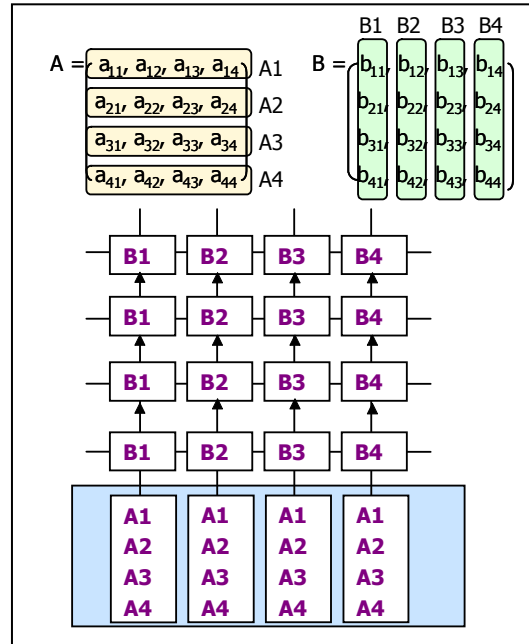 B1 B2 B3 B4
A = a11, a12, a13, a14 A1 B = b11, b12, b13, b14
a21, a22, a23, a24 A2 b21, b22, b23, b24
a31, a32, a33, a34 A3 b31, b32, b33, b34
a41, a42, a43, a44 A4 b41, b42, b43, b44
B1 B2 B3 B4
B1 B2 B3 B4
B1 B2 B3 B4
B1 B2 B3 B4
A1 A1 A1 A1
A2 A2 A2 A2
A3 A3 A3 A3
A4 A4 A4 A4